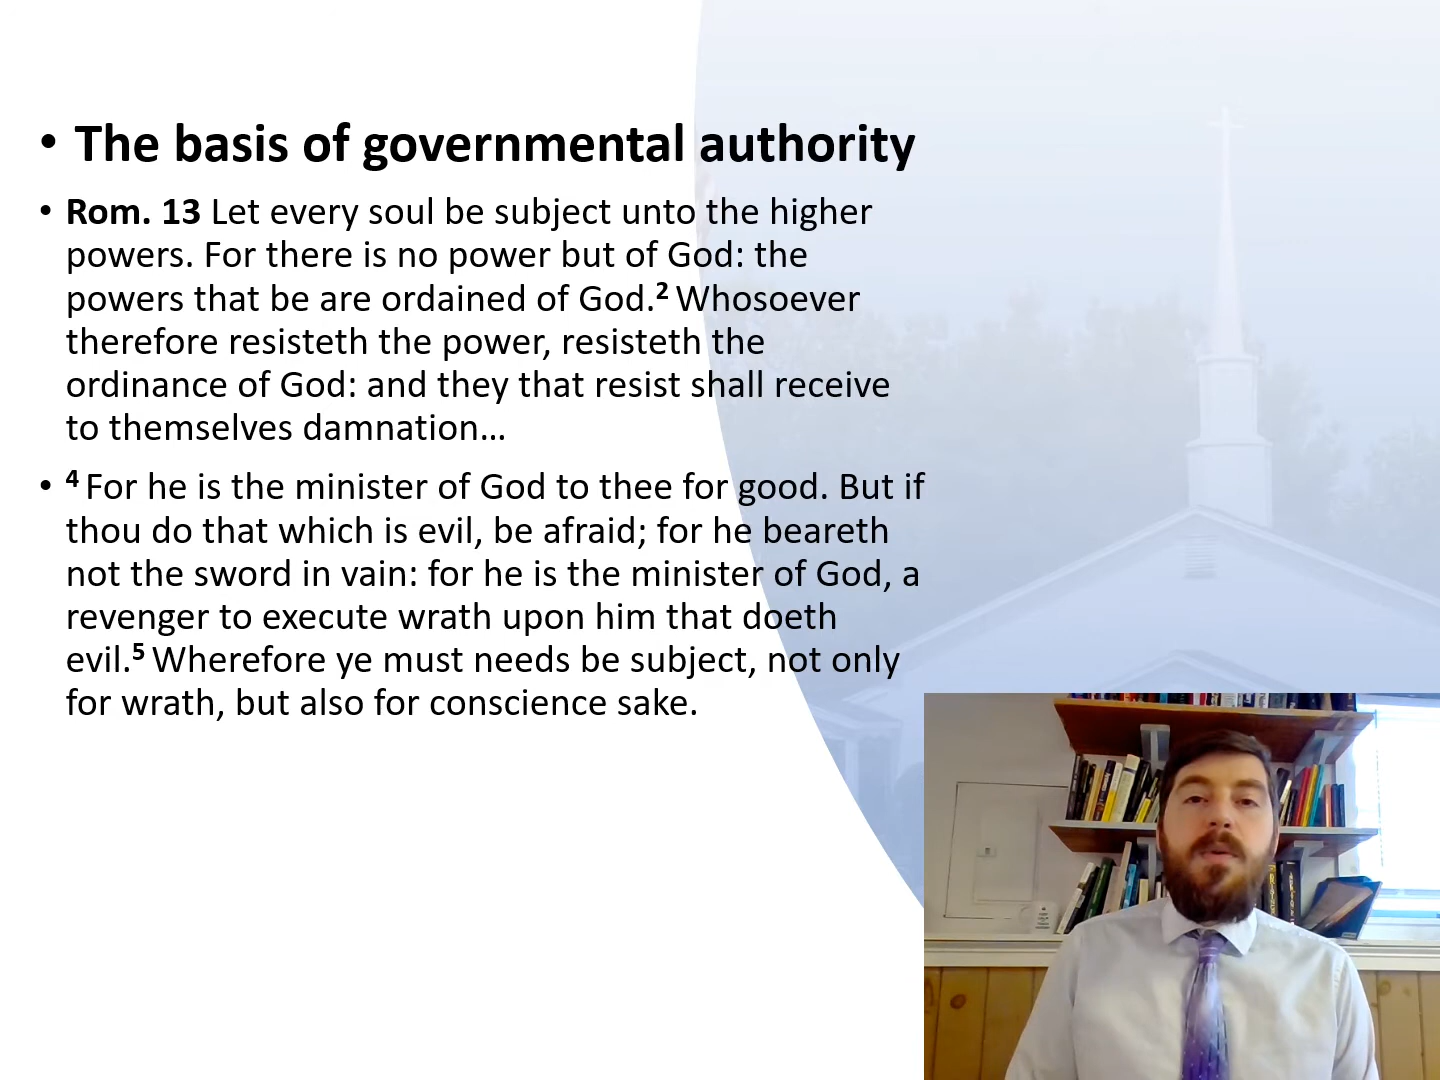 • The basis of governmental authority
• Rom. 13 Let every soul be subject unto the higher
powers. For there is no power but of God: the
powers that be are ordained of God.² Whosoever
therefore resisteth the power, resisteth the
ordinance of God: and they that resist shall receive
to themselves damnation…
• ⁴ For he is the minister of God to thee for good. But if
thou do that which is evil, be afraid; for he beareth
not the sword in vain: for he is the minister of God, a
revenger to execute wrath upon him that doeth
evil.⁵ Wherefore ye must needs be subject, not only
for wrath, but also for conscience sake.